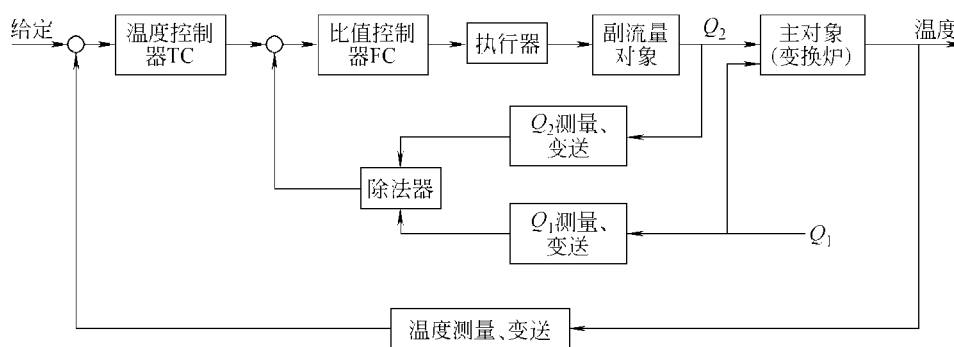 给定
温度控制
器TC
比值控制
器FC
执行器
副流量
对象
Q₂
主对象
(变换炉)
温度
Q₂测量、
变送
除法器
Q₁测量、
变送
Q₁
温度测量、变送